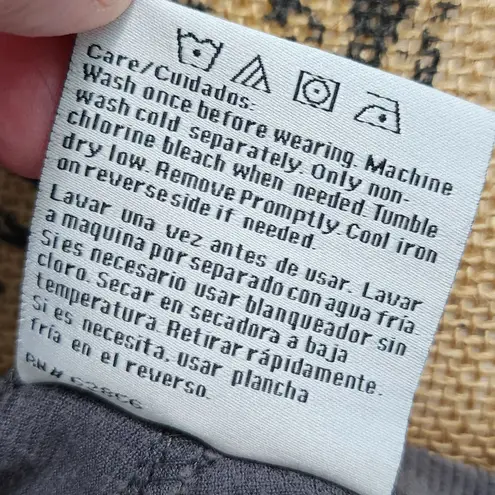 Care/Cuidados:
Wash once before wearing. Machine
wash cold separately. Only non-
chlorine bleach when needed. Tumble
dry low. Remove Promptly. Cool iron
on reverse side if needed.
Lavar una vez antes de usar. Lavar
a maquina por separado con agua fría.
Si es necesario usar blanqueador sin
cloro. Secar en secadora a baja
temperatura. Retirar rápidamente.
Si es necesita. usar plancha
fría en el reverso.
RN #